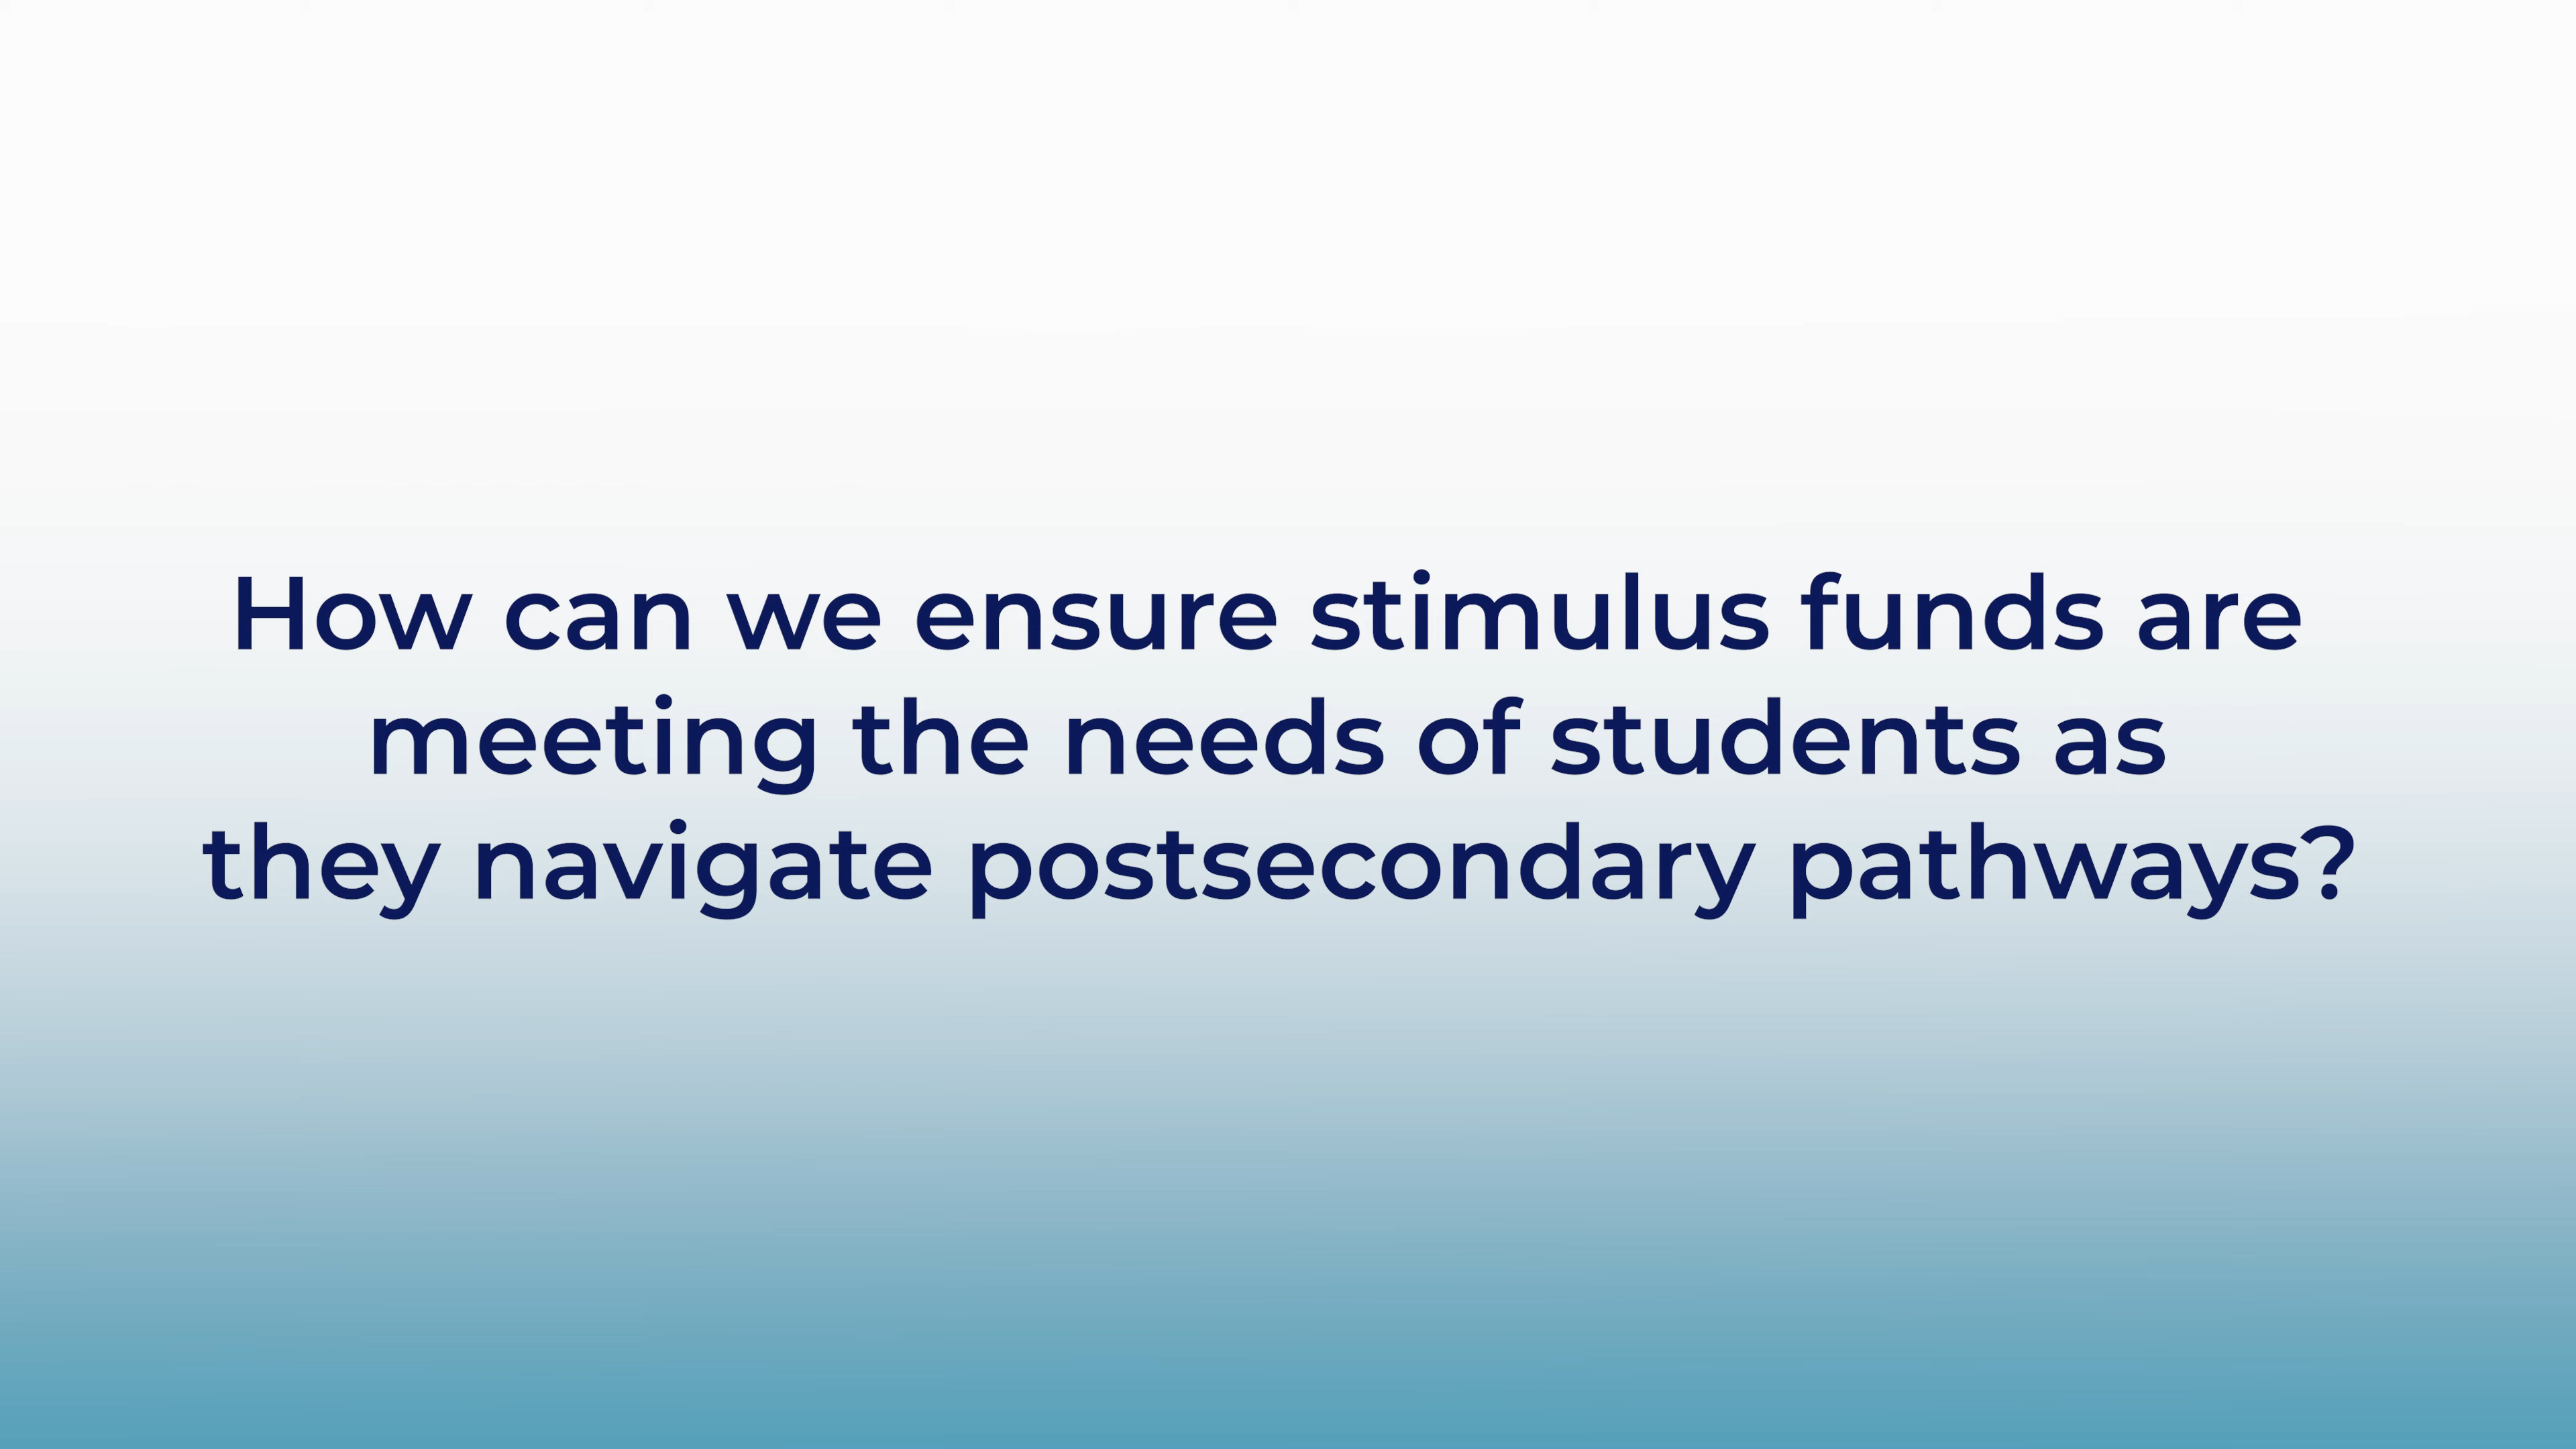 How can we ensure stimulus funds are
meeting the needs of students as
they navigate postsecondary pathways?